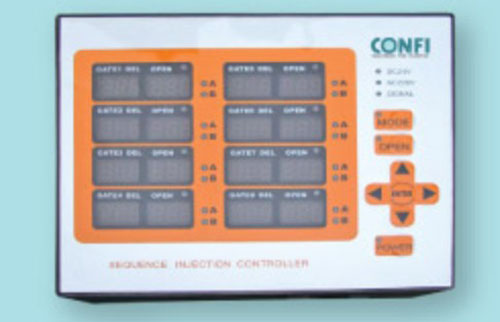 CONFI
GATE1 DEL OPEN
A
B
GATE2 DEL OPEN
A
B
GATE3 DEL OPEN
A
B
GATE4 DEL OPEN
A
B
GATE5 DEL OPEN
A
B
GATE6 DEL OPEN
A
B
GATE7 DEL OPEN
A
B
GATE8 DEL OPEN
A
B
DC24V
SIGNAL
MODE
OPEN
ENTER
POWER
SEQUENCE INJECTION CONTROLLER